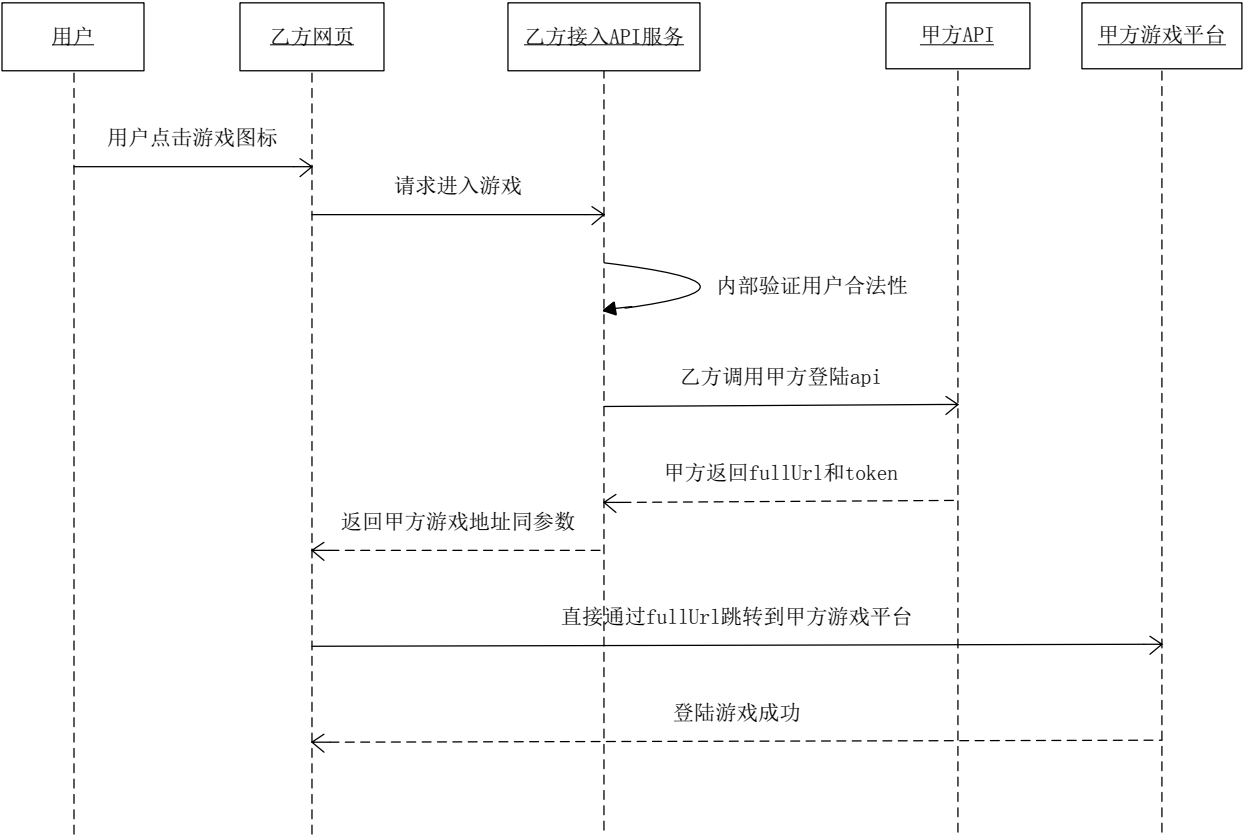 用户
乙方网页
乙方接入API服务
甲方API
甲方游戏平台
用户点击游戏图标
请求进入游戏
内部验证用户合法性
乙方调用甲方登陆api
甲方返回fullUrl和token
返回甲方游戏地址同参数
直接通过fullUrl跳转到甲方游戏平台
登陆游戏成功